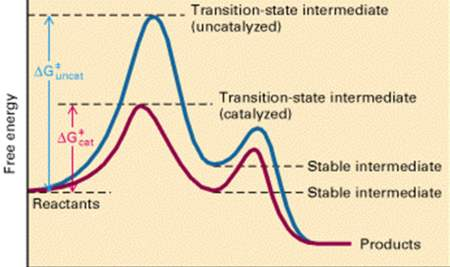 Transition-state intermediate
(uncatalyzed)
ΔG‡uncat
Transition-state intermediate
(catalyzed)
ΔG‡cat
Free energy
Stable intermediate
Stable intermediate
Reactants
Products